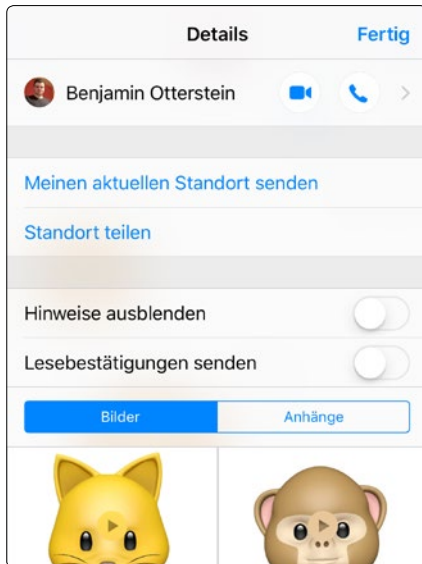 Details
Fertig
Benjamin Otterstein
Meinen aktuellen Standort senden
Standort teilen
Hinweise ausblenden
Lesebestätigungen senden
Bilder
Anhänge